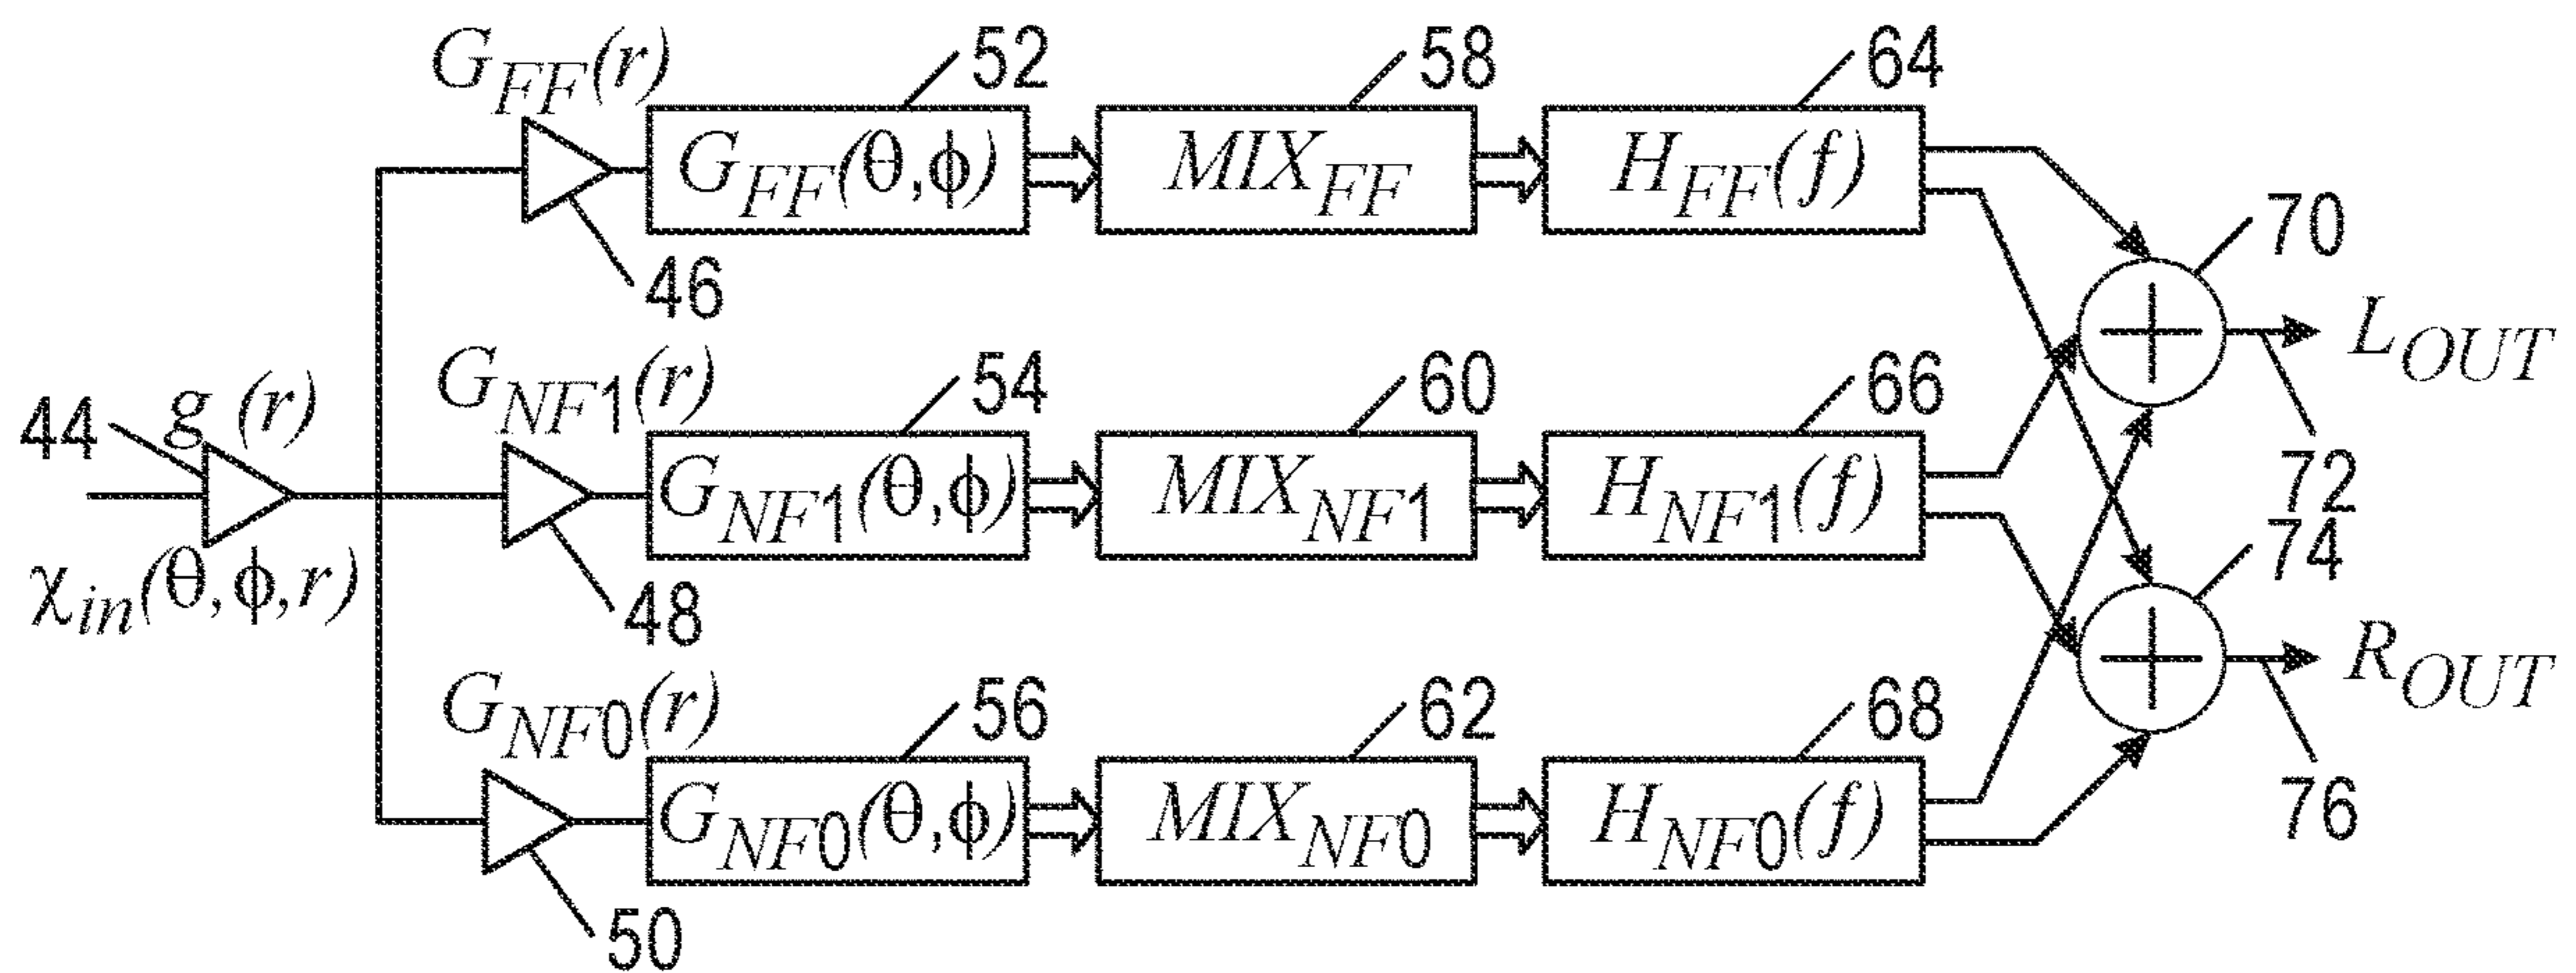 G_FF(r)
52
58
64
G_FF(θ,ϕ)
MIX_FF
H_FF(f)
46
70
L_OUT
G_NF1(r)
54
60
66
44
g (r)
G_NF1(θ,ϕ)
MIX_NF1
H_NF1(f)
72
χ_in(θ,ϕ,r)
48
74
R_OUT
G_NF0(r)
56
62
68
G_NF0(θ,ϕ)
MIX_NF0
H_NF0(f)
76
50